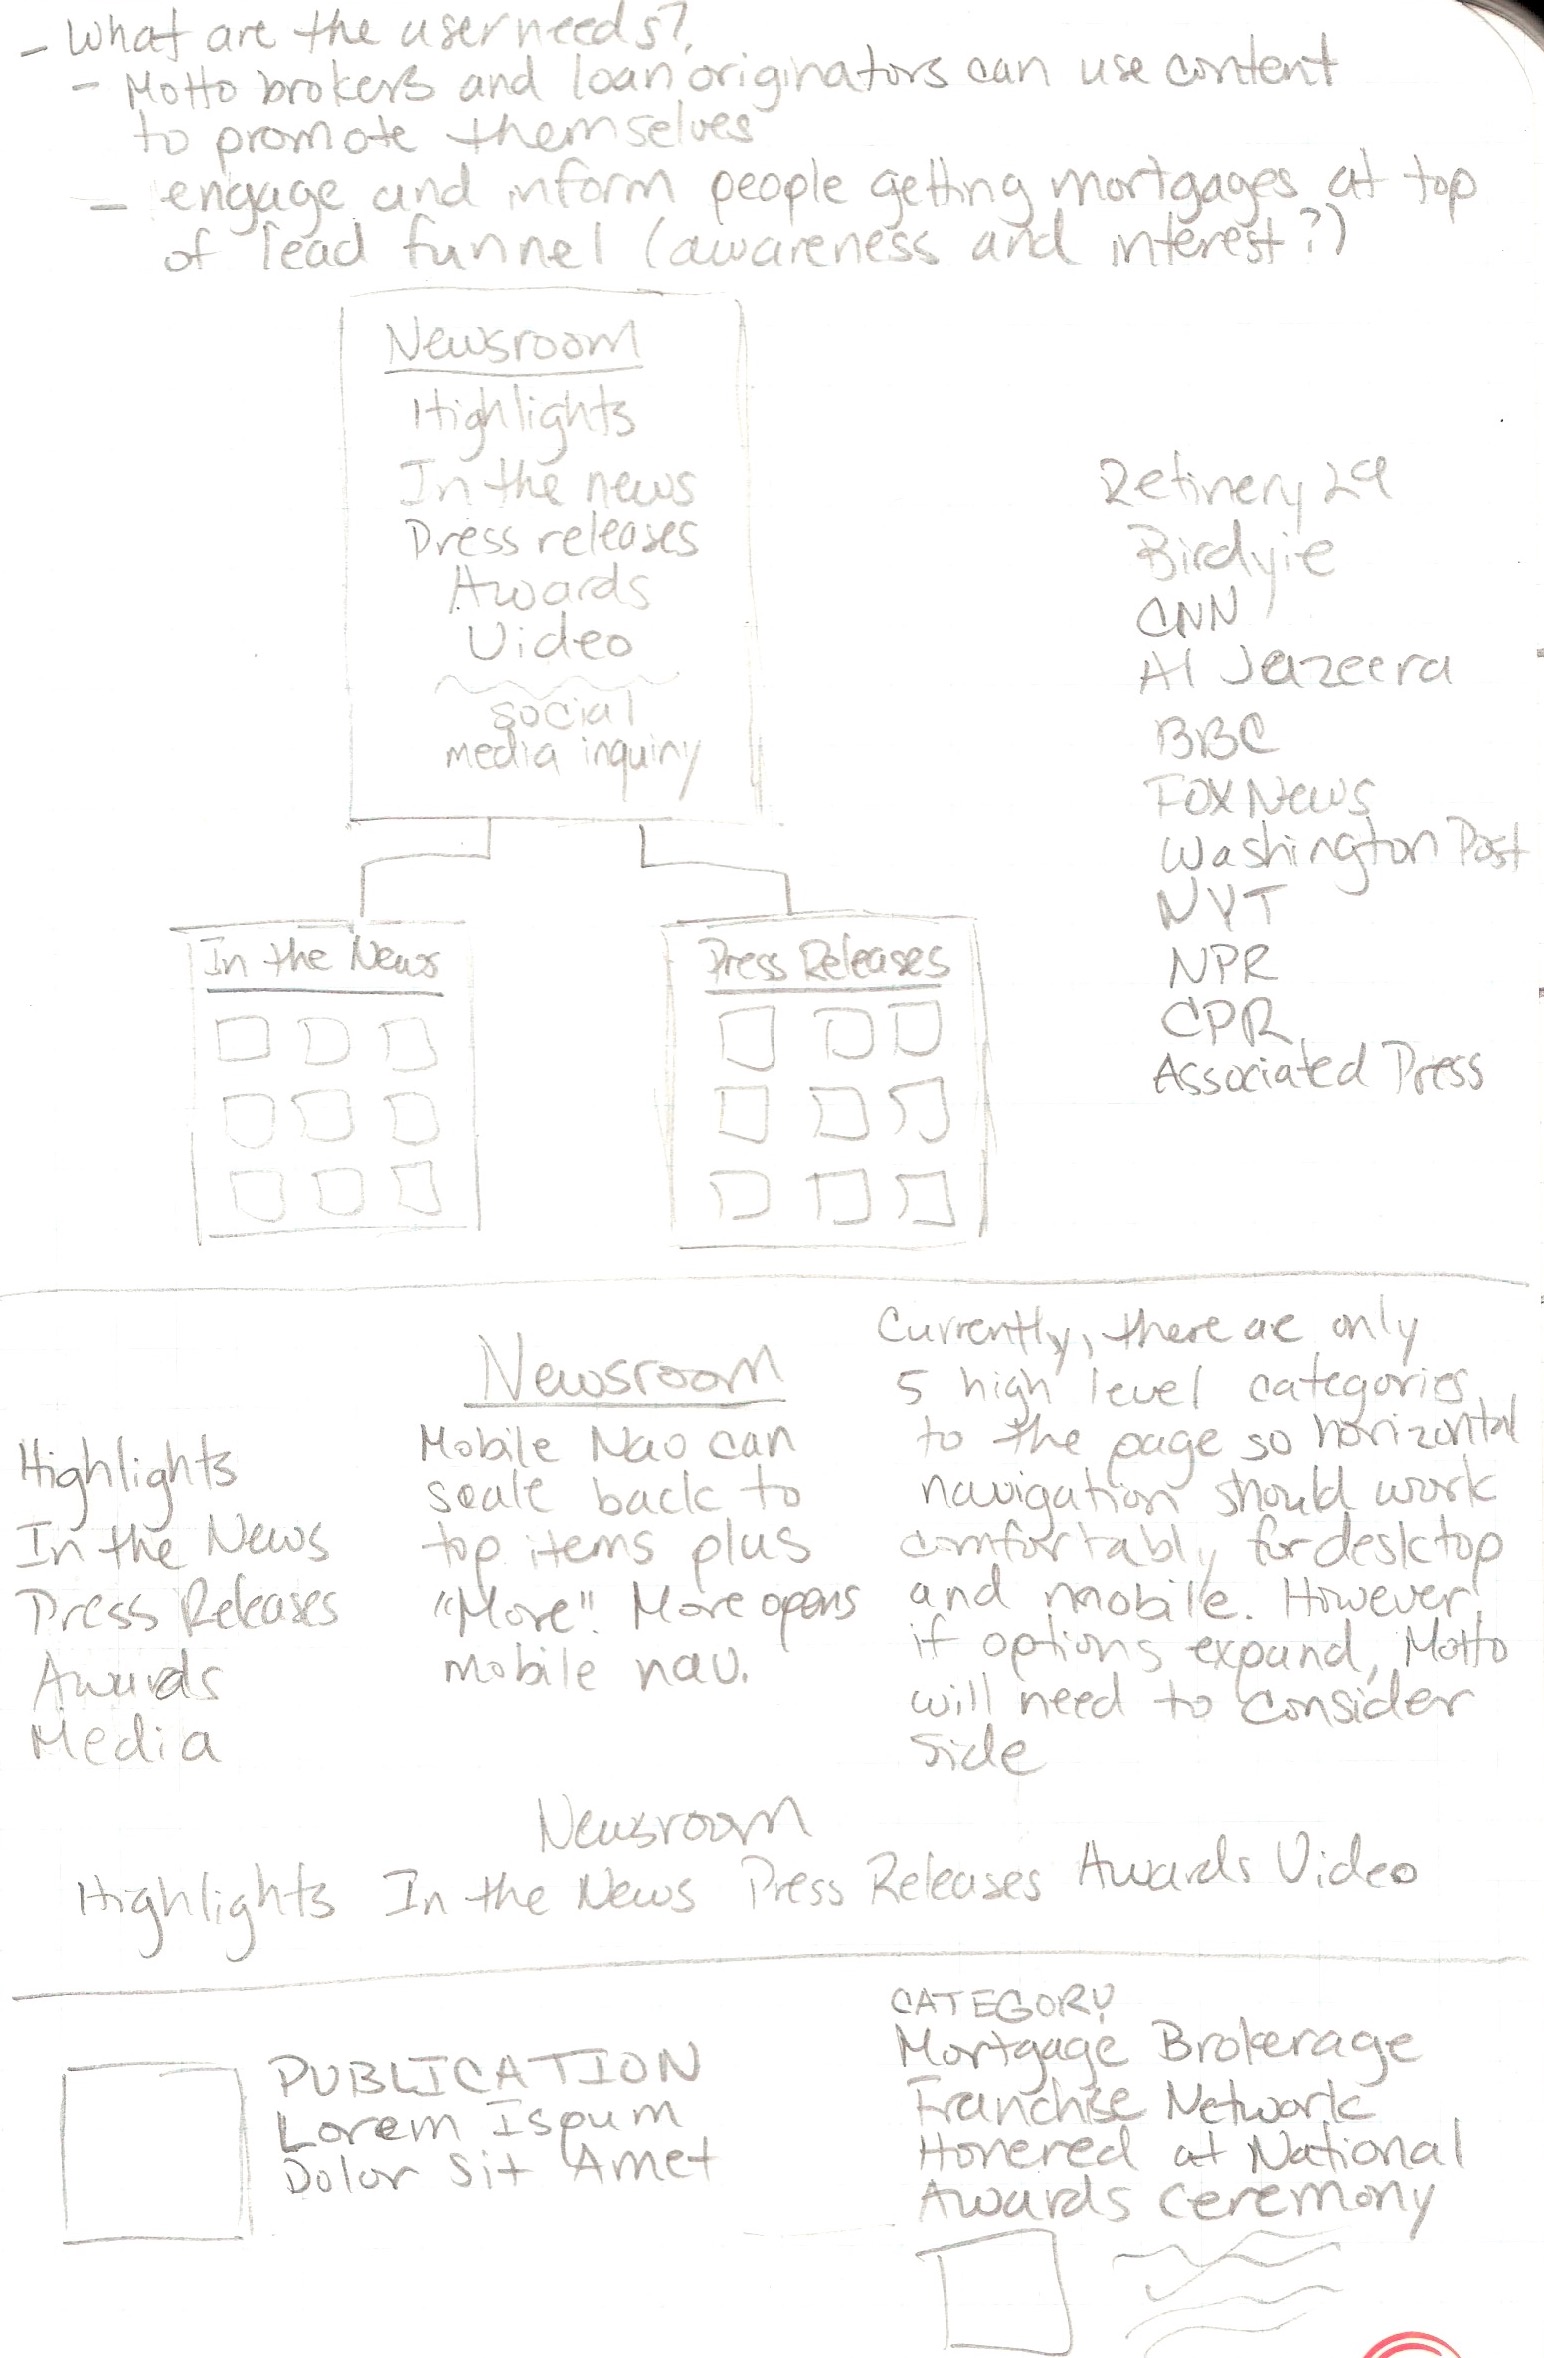 - What are the user needs?
- Motto brokers and loan originators can use content
to promote themselves
- engage and inform people getting mortgages at top
of lead funnel (awareness and interest?)
Newsroom
Highlights
In the news
Press releases
Awards
Video
social
media inquiry
Refinery 29
Birdyie
CNN
Al Jazeera
BBC
Fox News
Washington Post
NYT
NPR
CPR
Associated Press
In the News
Press Releases
Newsroom
Highlights
In the News
Press Releases
Awards
Media
Mobile Nav can
scale back to
top items plus
"More". More opens
mobile nav.
Currently, there are only
5 high level categories
to the page so horizontal
navigation should work
comfortably for desktop
and mobile. However,
if options expand, Motto
will need to consider
side
Newsroom
Highlights In the News Press Releases Awards Video
PUBLICATION
Lorem Ispum
Dolor Sit Amet
CATEGORY
Mortgage Brokerage
Franchise Network
Honered at National
Awards Ceremony